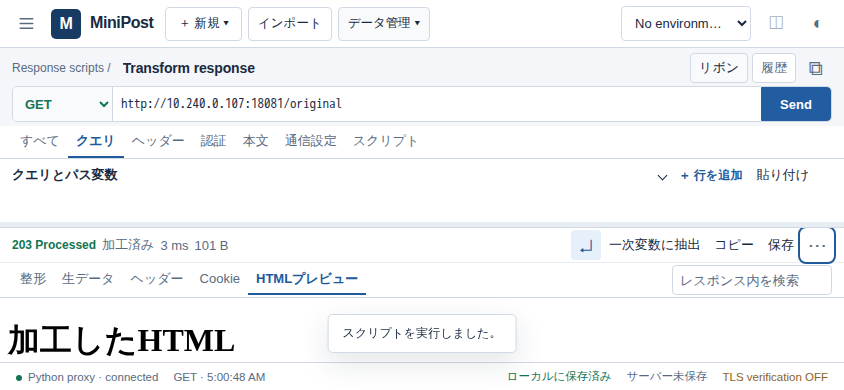 M MiniPost ＋ 新規 ▾ インポート データ管理 ▾ No environm…
Response scripts / Transform response リボン 履歴
GET http://10.240.0.107:18081/original Send
すべて クエリ ヘッダー 認証 本文 通信設定 スクリプト
クエリとパス変数 ＋ 行を追加 貼り付け
203 Processed 加工済み 3 ms 101 B 一次変数に抽出 コピー 保存 …
整形 生データ ヘッダー Cookie HTMLプレビュー レスポンス内を検索
加工したHTML
スクリプトを実行しました。
Python proxy · connected GET · 5:00:48 AM ローカルに保存済み サーバー未保存 TLS verification OFF